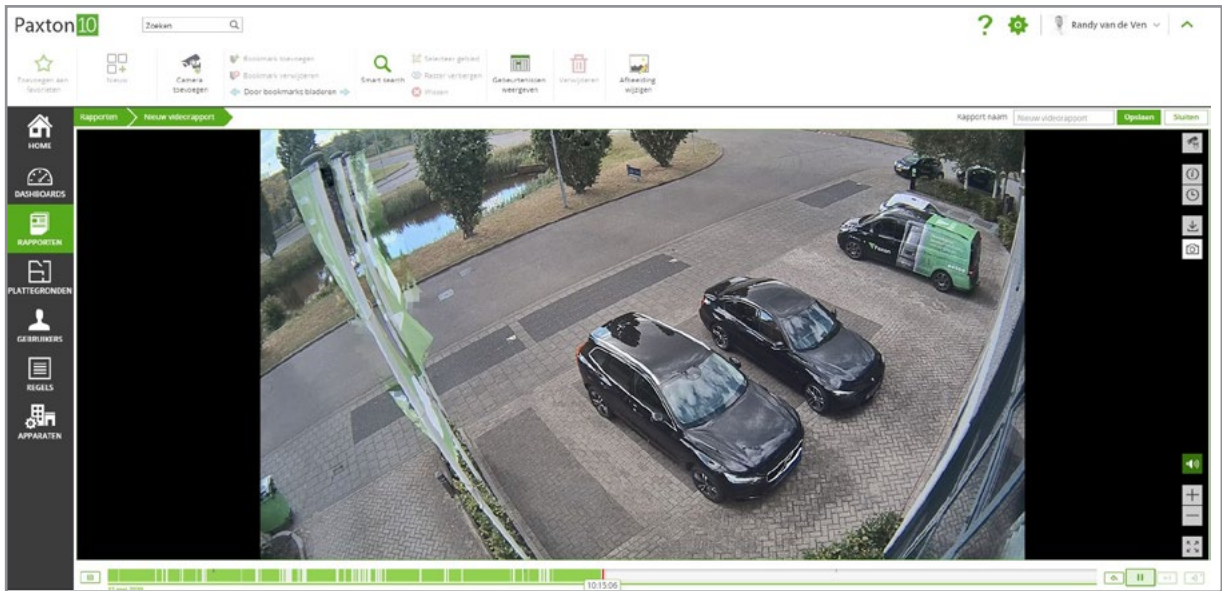 Paxton10
Zoeken
Randy van de Ven
Toevoegen aan
favorieten
Nieuw
Camera
toevoegen
Bookmark toevoegen
Bookmark verwijderen
Door bookmarks bladeren
Smart search
Selecteer gebied
Raster verbergen
Wissen
Gebeurtenissen
weergeven
Verwijderen
Afbeelding
wijzigen
Rapporten
Nieuw videorapport
Rapport naam
Nieuw videorapport
Opslaan
Sluiten
HOME
DASHBOARDS
RAPPORTEN
PLATTEGRONDEN
GEBRUIKERS
REGELS
APPARATEN
Paxton
10:15:06